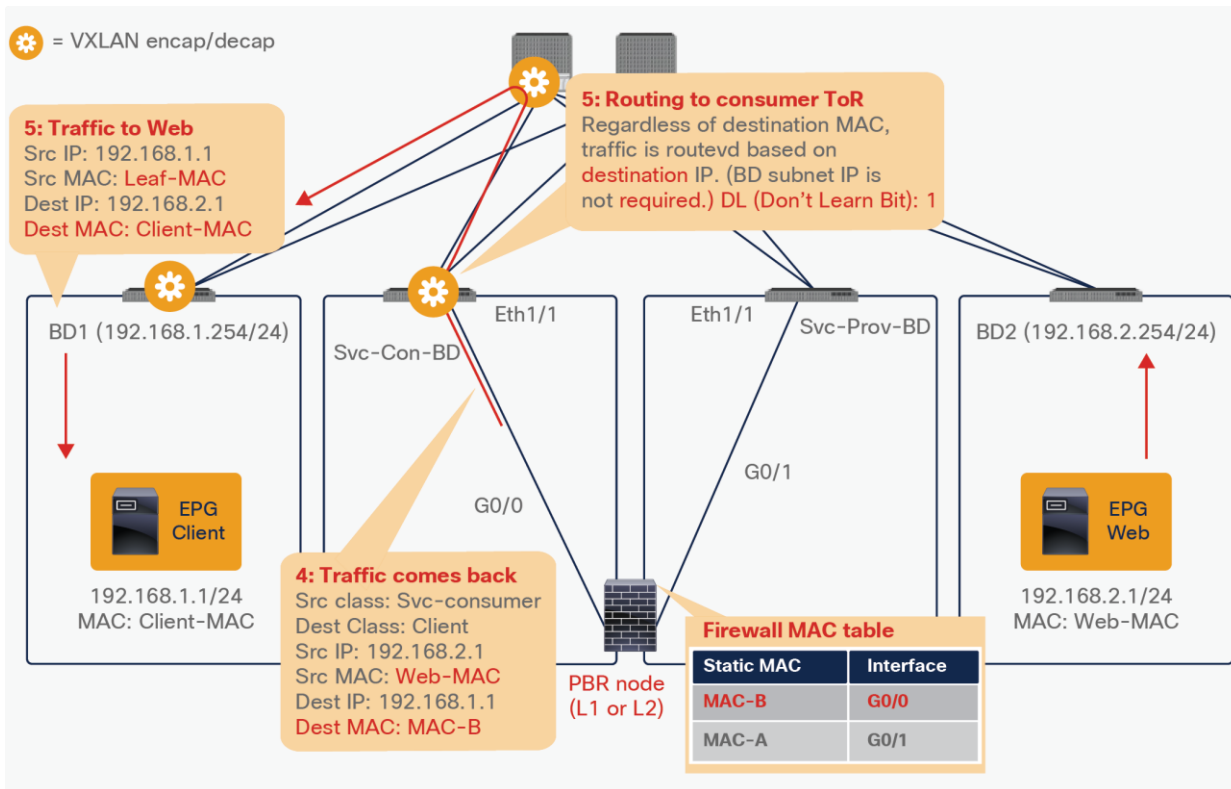 = VXLAN encap/decap
5: Traffic to Web
Src IP: 192.168.1.1
Src MAC: Leaf-MAC
Dest IP: 192.168.2.1
Dest MAC: Client-MAC
5: Routing to consumer ToR
Regardless of destination MAC,
traffic is routevd based on
destination IP. (BD subnet IP is
not required.) DL (Don’t Learn Bit): 1
BD1 (192.168.1.254/24)
Svc-Con-BD
Eth1/1
Eth1/1
Svc-Prov-BD
BD2 (192.168.2.254/24)
G0/0
G0/1
EPG
Client
192.168.1.1/24
MAC: Client-MAC
4: Traffic comes back
Src class: Svc-consumer
Dest Class: Client
Src IP: 192.168.2.1
Src MAC: Web-MAC
Dest IP: 192.168.1.1
Dest MAC: MAC-B
PBR node
(L1 or L2)
EPG
Web
192.168.2.1/24
MAC: Web-MAC
Firewall MAC table
Static MAC Interface
MAC-B G0/0
MAC-A G0/1